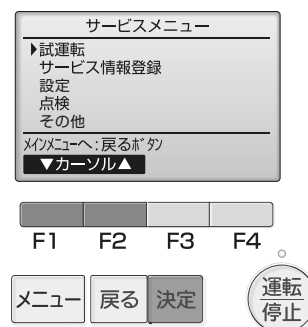 サービスメニュー
▶試運転
サービス情報登録
設定
点検
その他
メインメニューへ:戻るボタン
▼カーソル▲
F1 F2 F3 F4
メニュー 戻る 決定 運転
停止